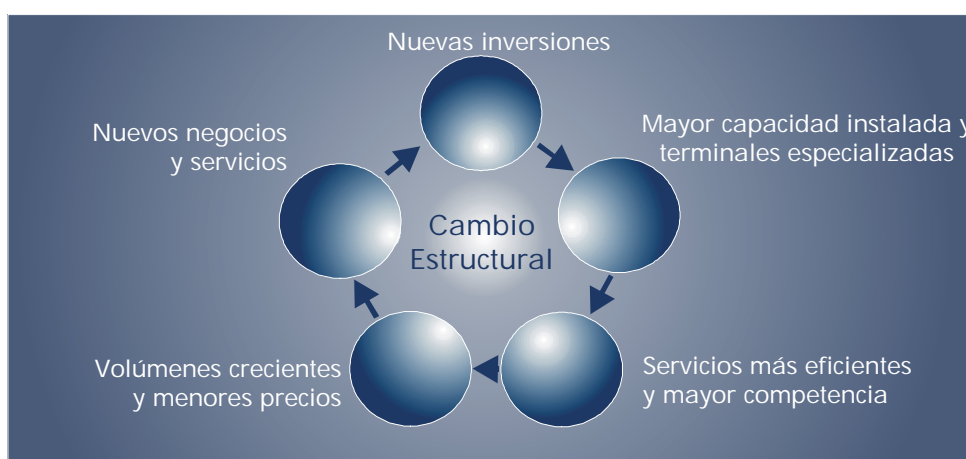 Nuevas inversiones
Mayor capacidad instalada y
terminales especializadas
Servicios más eficientes
y mayor competencia
Volúmenes crecientes
y menores precios
Nuevos negocios
y servicios
Cambio
Estructural